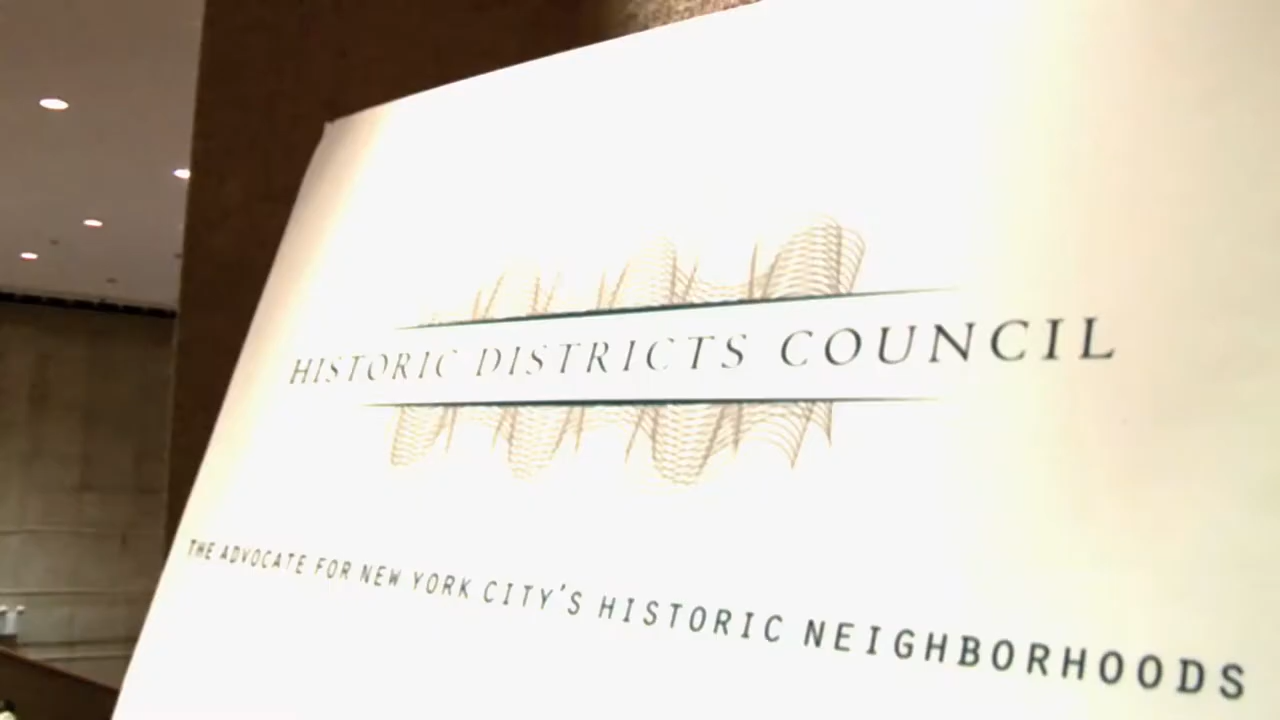 HISTORIC DISTRICTS COUNCIL
THE ADVOCATE FOR NEW YORK CITY'S HISTORIC NEIGHBORHOODS